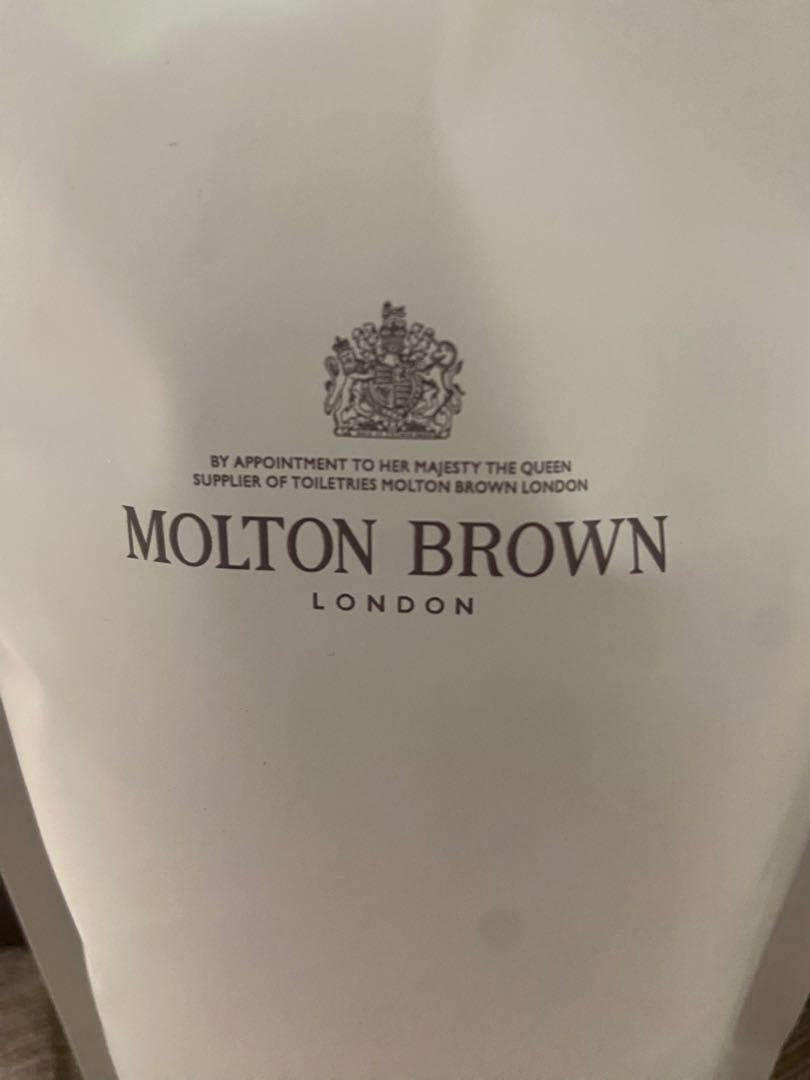 BY APPOINTMENT TO HER MAJESTY THE QUEEN
SUPPLIER OF TOILETRIES MOLTON BROWN LONDON
MOLTON BROWN
LONDON